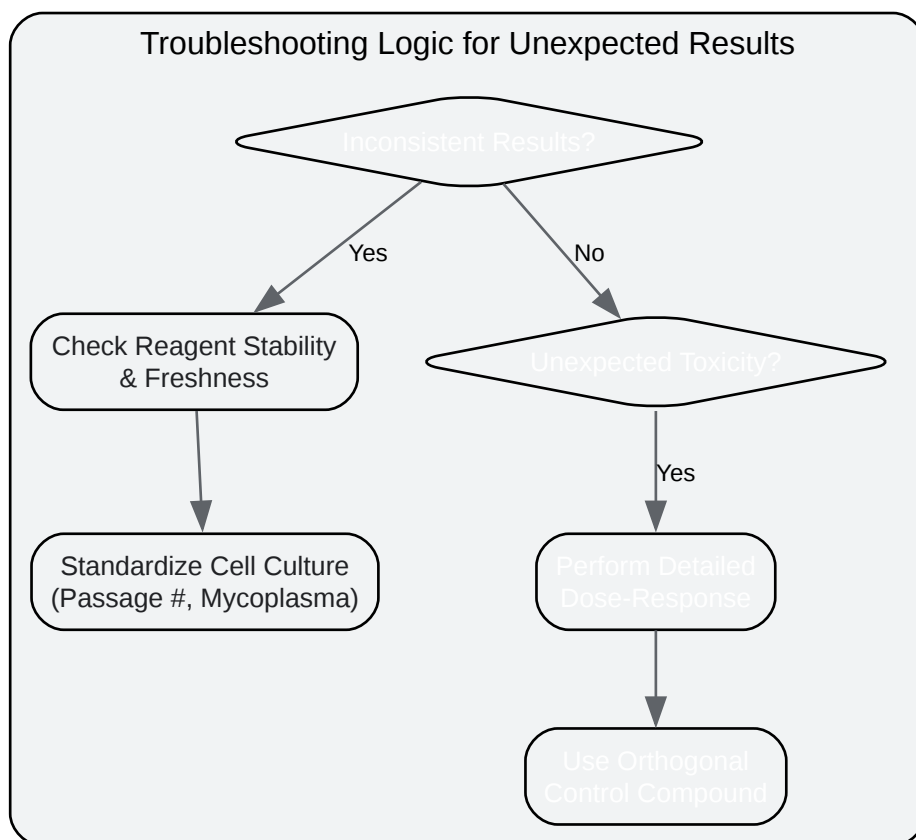 Troubleshooting Logic for Unexpected Results
Inconsistent Results?
Yes
No
Check Reagent Stability
& Freshness
Unexpected Toxicity?
Yes
Standardize Cell Culture
(Passage #, Mycoplasma)
Perform Detailed
Dose-Response
Use Orthogonal
Control Compound